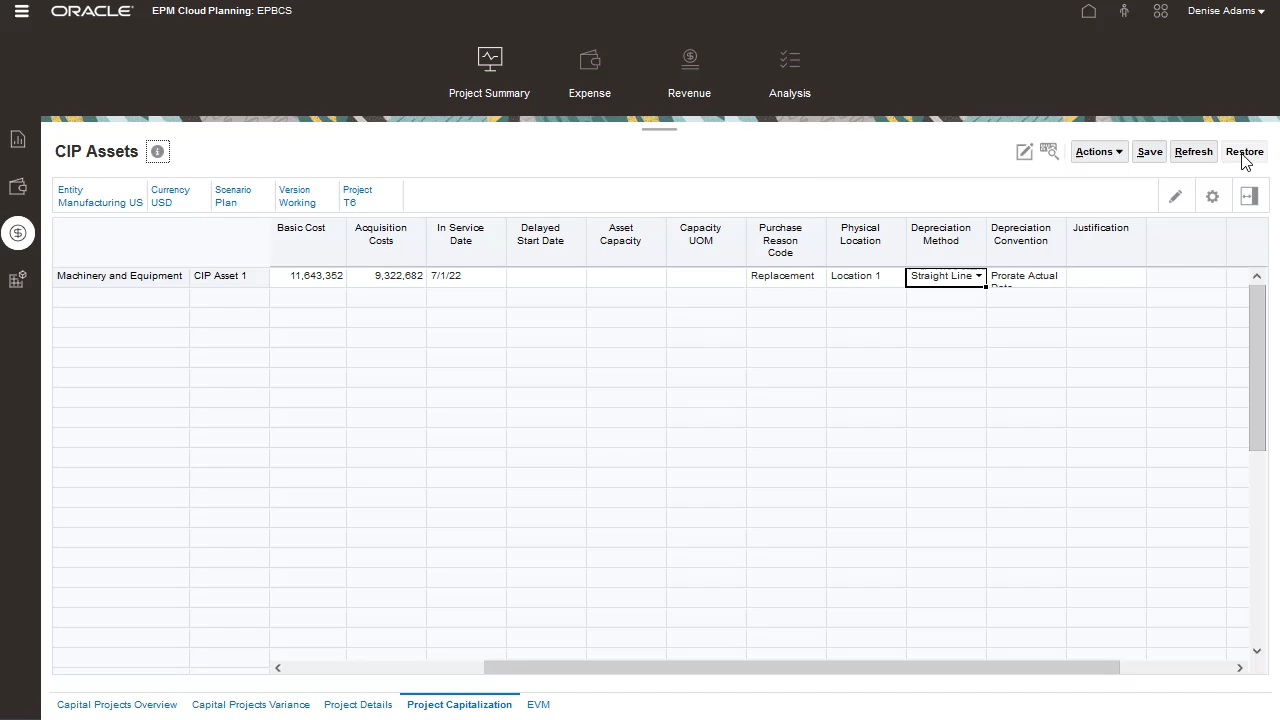 ORACLE EPM Cloud Planning: EPBCS Denise Adams
Project Summary Expense Revenue Analysis
CIP Assets Actions Save Refresh Restore
Entity Currency Scenario Version Project
Manufacturing US USD Plan Working T6
Basic Cost Acquisition Costs In Service Date Delayed Start Date Asset Capacity Capacity UOM Purchase Reason Code Physical Location Depreciation Method Depreciation Convention Justification
Machinery and Equipment CIP Asset 1 11,643,352 9,322,682 7/1/22 Replacement Location 1 Straight Line Prorate Actual
Capital Projects Overview Capital Projects Variance Project Details Project Capitalization EVM